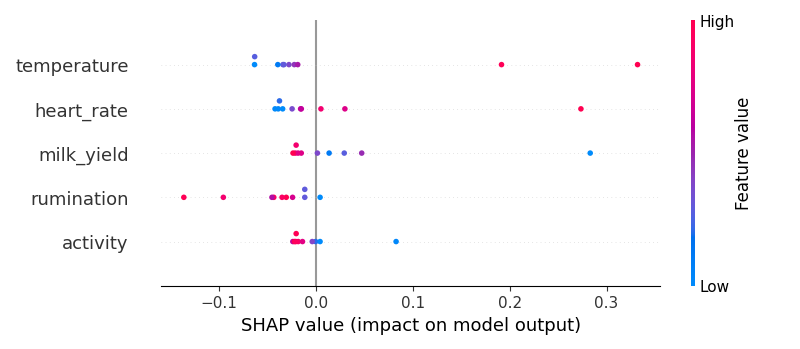 High
temperature
heart_rate
milk_yield
rumination
activity
Feature value
Low
−0.1 0.0 0.1 0.2 0.3
SHAP value (impact on model output)